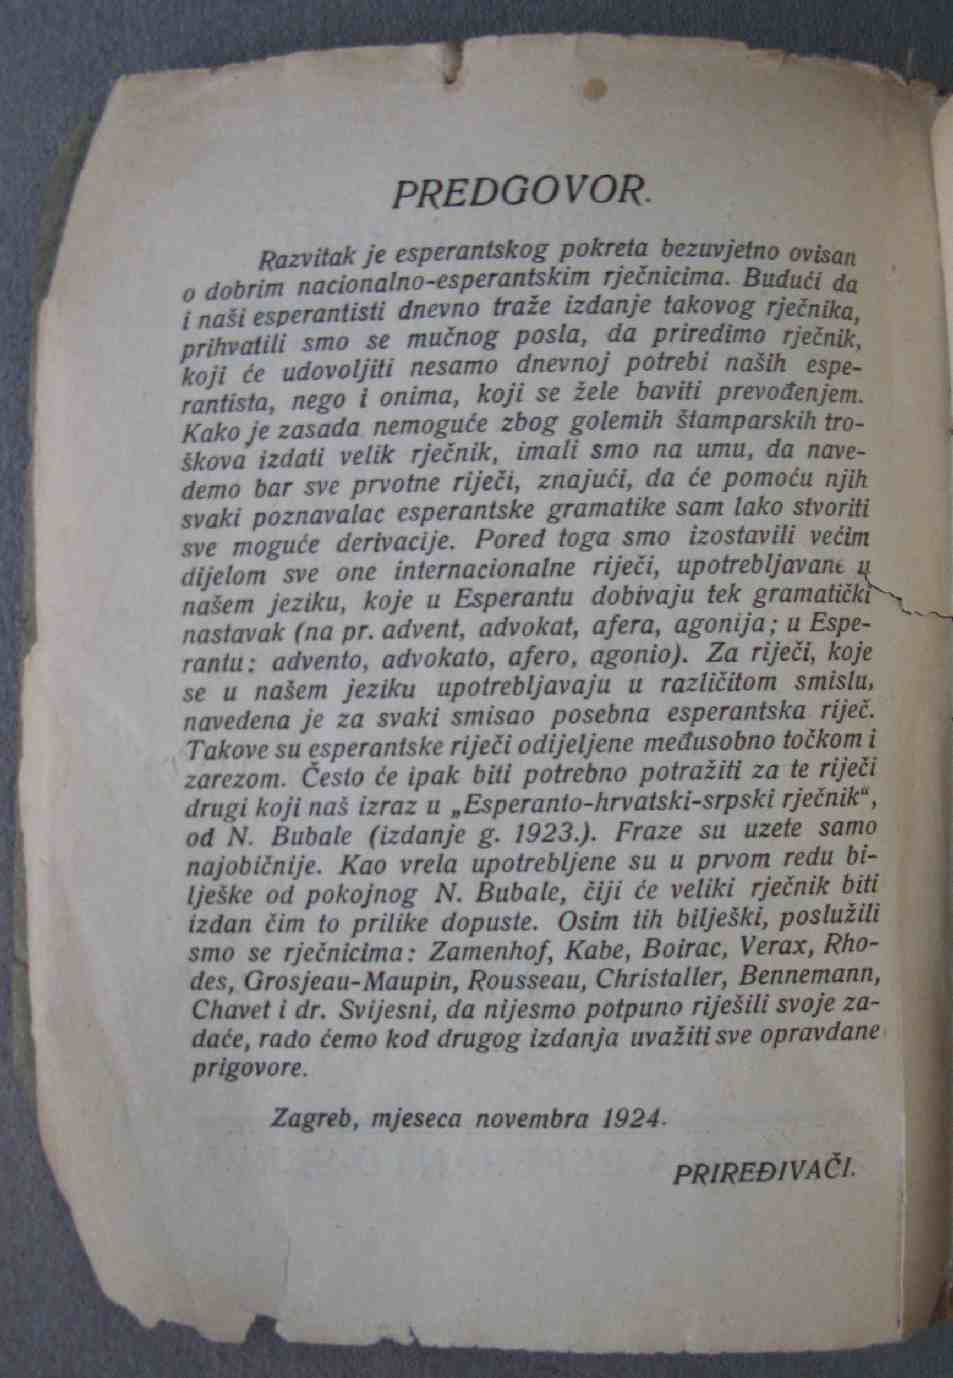 PREDGOVOR.
Razvitak je esperantskog pokreta bezuvjetno ovisan
o dobrim nacionalno-esperantskim rječnicima. Budući da
i naši esperantisti dnevno traže izdanje takovog rječnika,
prihvatili smo se mučnog posla, da priredimo rječnik,
koji će udovoljiti nesamo dnevnoj potrebi naših espe-
rantista, nego i onima, koji se žele baviti prevođenjem.
Kako je zasada nemoguće zbog golemih štamparskih tro-
škova izdati velik rječnik, imali smo na umu, da nave-
demo bar sve prvotne riječi, znajući, da će pomoću njih
svaki poznavalac esperantske gramatike sam lako stvoriti
sve moguće derivacije. Pored toga smo izostavili većim
dijelom sve one internacionalne riječi, upotrebljavane u
našem jeziku, koje u Esperantu dobivaju tek gramatički
nastavak (na pr. advent, advokat, afera, agonija; u Espe-
rantu: advento, advokato, afero, agonio). Za riječi, koje
se u našem jeziku upotrebljavaju u različitom smislu,
navedena je za svaki smisao posebna esperantska riječ.
Takove su esperantske riječi odijeljene međusobno točkom i
zarezom. Često će ipak biti potrebno potražiti za te riječi
drugi koji naš izraz u „Esperanto-hrvatski-srpski rječnik“,
od N. Bubale (izdanje g. 1923.). Fraze su uzete samo
najobičnije. Kao vrela upotrebljene su u prvom redu bi-
lješke od pokojnog N. Bubale, čiji će veliki rječnik biti
izdan čim to prilike dopuste. Osim tih bilješki, poslužili
smo se rječnicima: Zamenhof, Kabe, Boirac, Verax, Rho-
des, Grosjeau-Maupin, Rousseau, Christaller, Bennemann,
Chavet i dr. Svijesni, da nijesmo potpuno riješili svoje za-
daće, rado ćemo kod drugog izdanja uvažiti sve opravdane
prigovore.
Zagreb, mjeseca novembra 1924.
PRIREĐIVAČI.